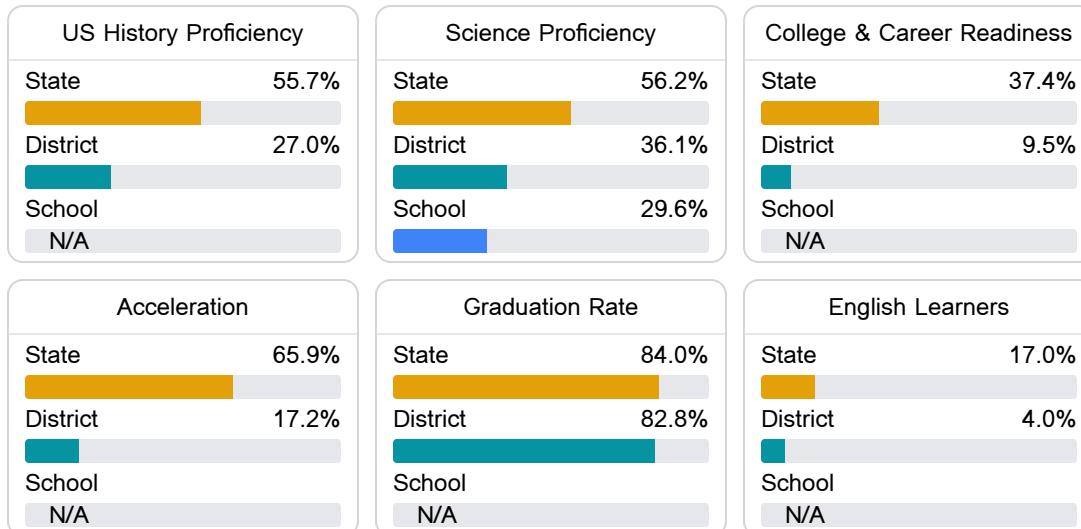 US History Proficiency
State 55.7%
District 27.0%
School
N/A
Science Proficiency
State 56.2%
District 36.1%
School 29.6%
College & Career Readiness
State 37.4%
District 9.5%
School
N/A
Acceleration
State 65.9%
District 17.2%
School
N/A
Graduation Rate
State 84.0%
District 82.8%
School
N/A
English Learners
State 17.0%
District 4.0%
School
N/A